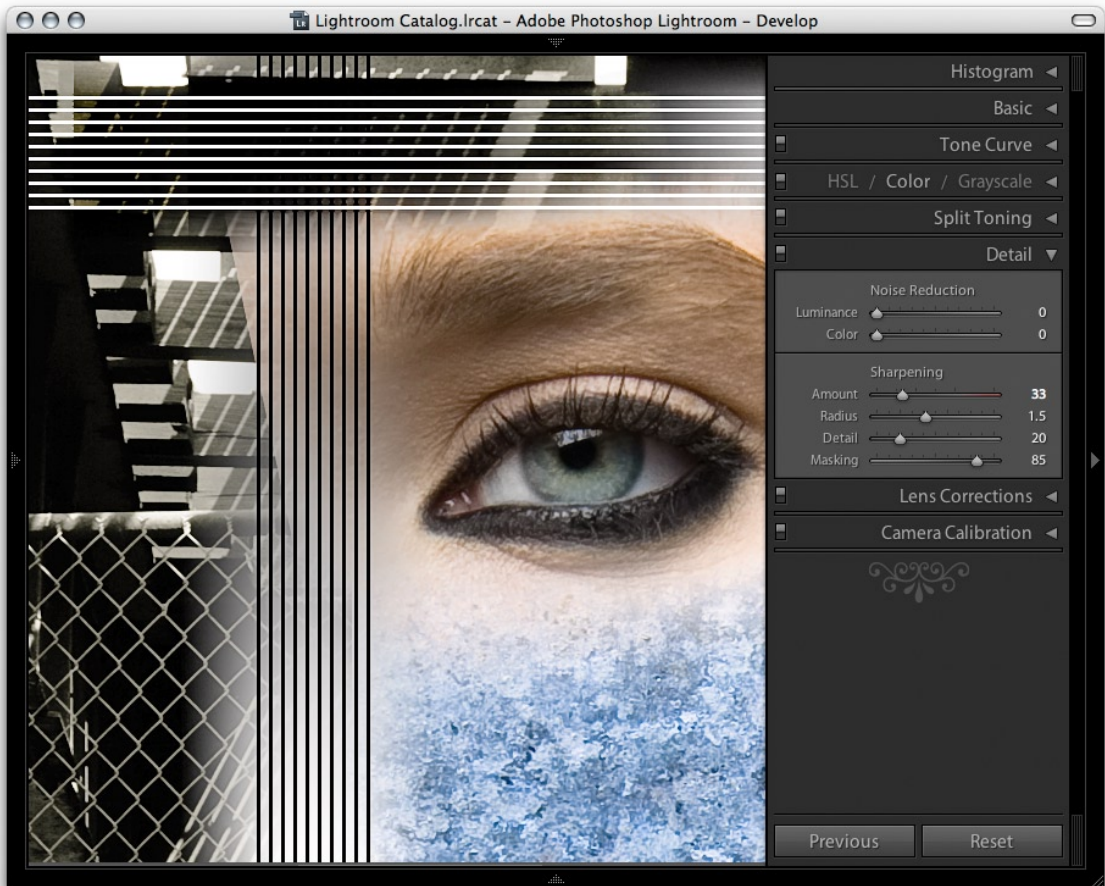 Lightroom Catalog.lrcat – Adobe Photoshop Lightroom – Develop
Histogram
Basic
Tone Curve
HSL / Color / Grayscale
Split Toning
Detail
Noise Reduction
Luminance 0
Color 0
Sharpening
Amount 33
Radius 1.5
Detail 20
Masking 85
Lens Corrections
Camera Calibration
Previous Reset